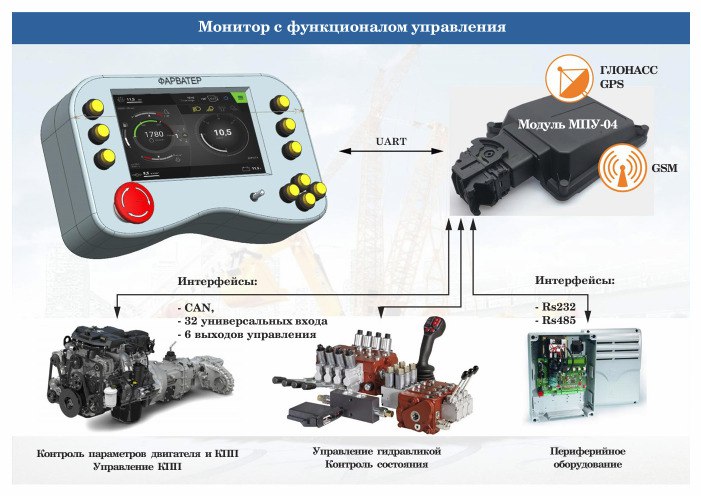 Монитор с функционалом управления
ФАРВАТЕР
1780
10,5
UART
ГЛОНАСС
GPS
Модуль МПУ-04
GSM
Интерфейсы:
- CAN,
- 32 универсальных входа
- 6 выходов управления
Интерфейсы:
- Rs232
- Rs485
Контроль параметров двигателя и КПП
Управление КПП
Управление гидравликой
Контроль состояния
Периферийное
оборудование